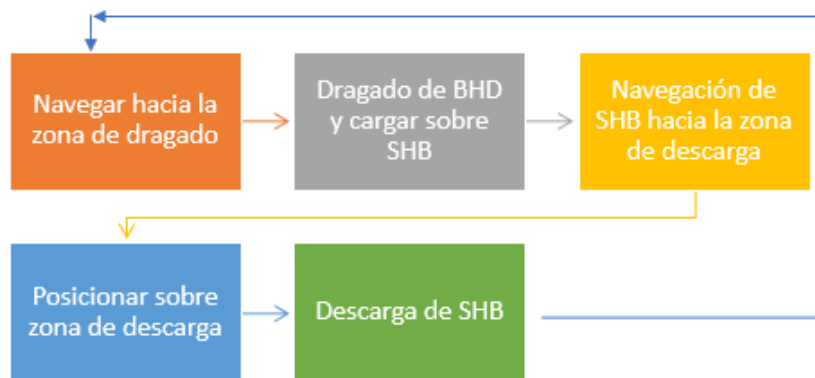 Navegar hacia la
zona de dragado
Dragado de BHD
y cargar sobre
SHB
Navegación de
SHB hacia la zona
de descarga
Posicionar sobre
zona de descarga
Descarga de SHB